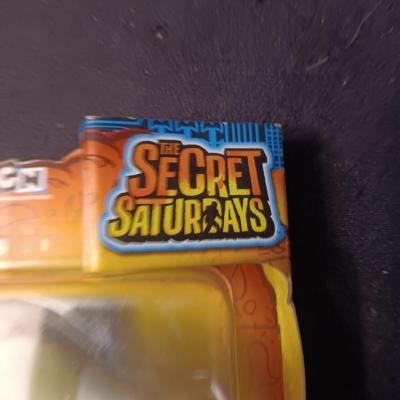 THE
SECRET
SATURDAYS